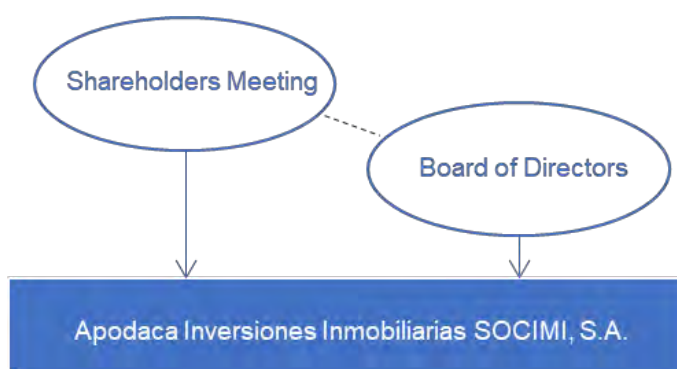 Shareholders Meeting
Board of Directors
Apodaca Inversiones Inmobiliarias SOCIMI, S.A.